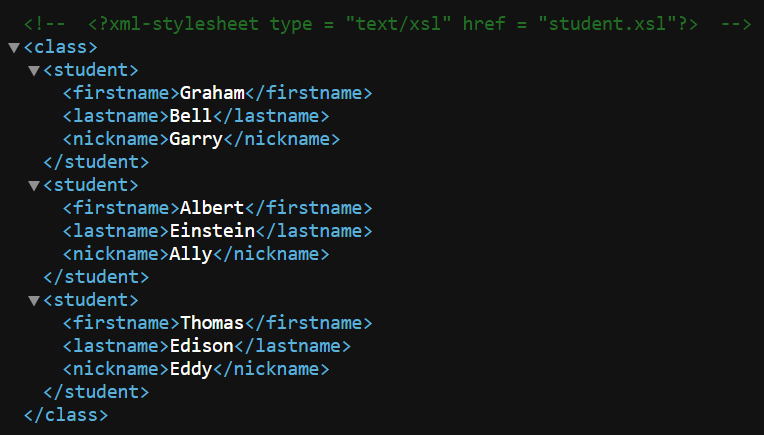 <!--  <?xml-stylesheet type = "text/xsl" href = "student.xsl"?>  -->
<class>
<student>
<firstname>Graham</firstname>
<lastname>Bell</lastname>
<nickname>Garry</nickname>
</student>
<student>
<firstname>Albert</firstname>
<lastname>Einstein</lastname>
<nickname>Ally</nickname>
</student>
<student>
<firstname>Thomas</firstname>
<lastname>Edison</lastname>
<nickname>Eddy</nickname>
</student>
</class>